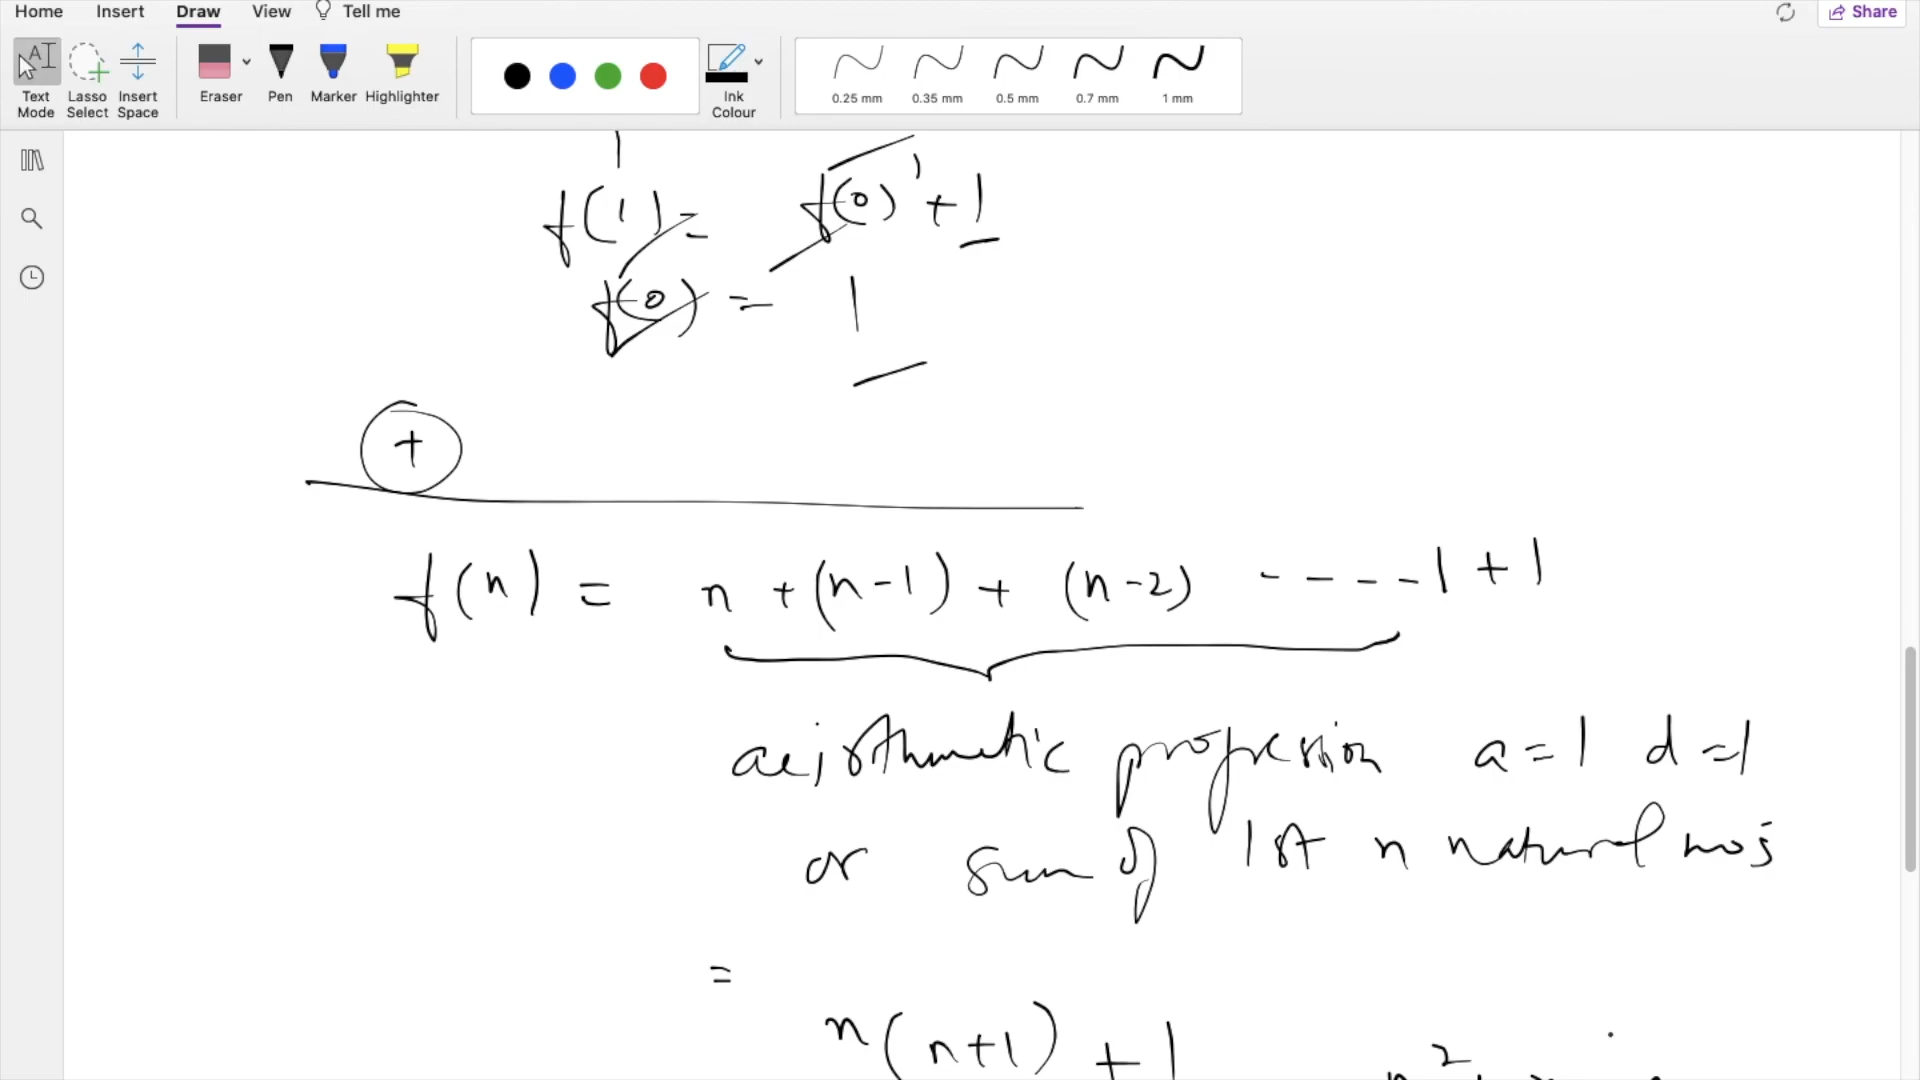 Home Insert Draw View Tell me Share
Text Mode Lasso Select Insert Space Eraser Pen Marker Highlighter Ink Colour 0.25 mm 0.35 mm 0.5 mm 0.7 mm 1 mm
f(1) = f(0) + 1
f(0) = 1
+
f(n) = n + (n-1) + (n-2) ----- 1 + 1
progression a=1 d=1
or sum of 1st n natural nos
=
n(n+1) + 1